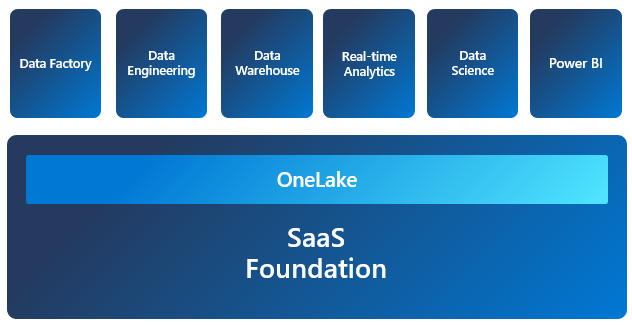 Data Factory
Data
Engineering
Data
Warehouse
Real-time
Analytics
Data
Science
Power BI
OneLake
SaaS
Foundation